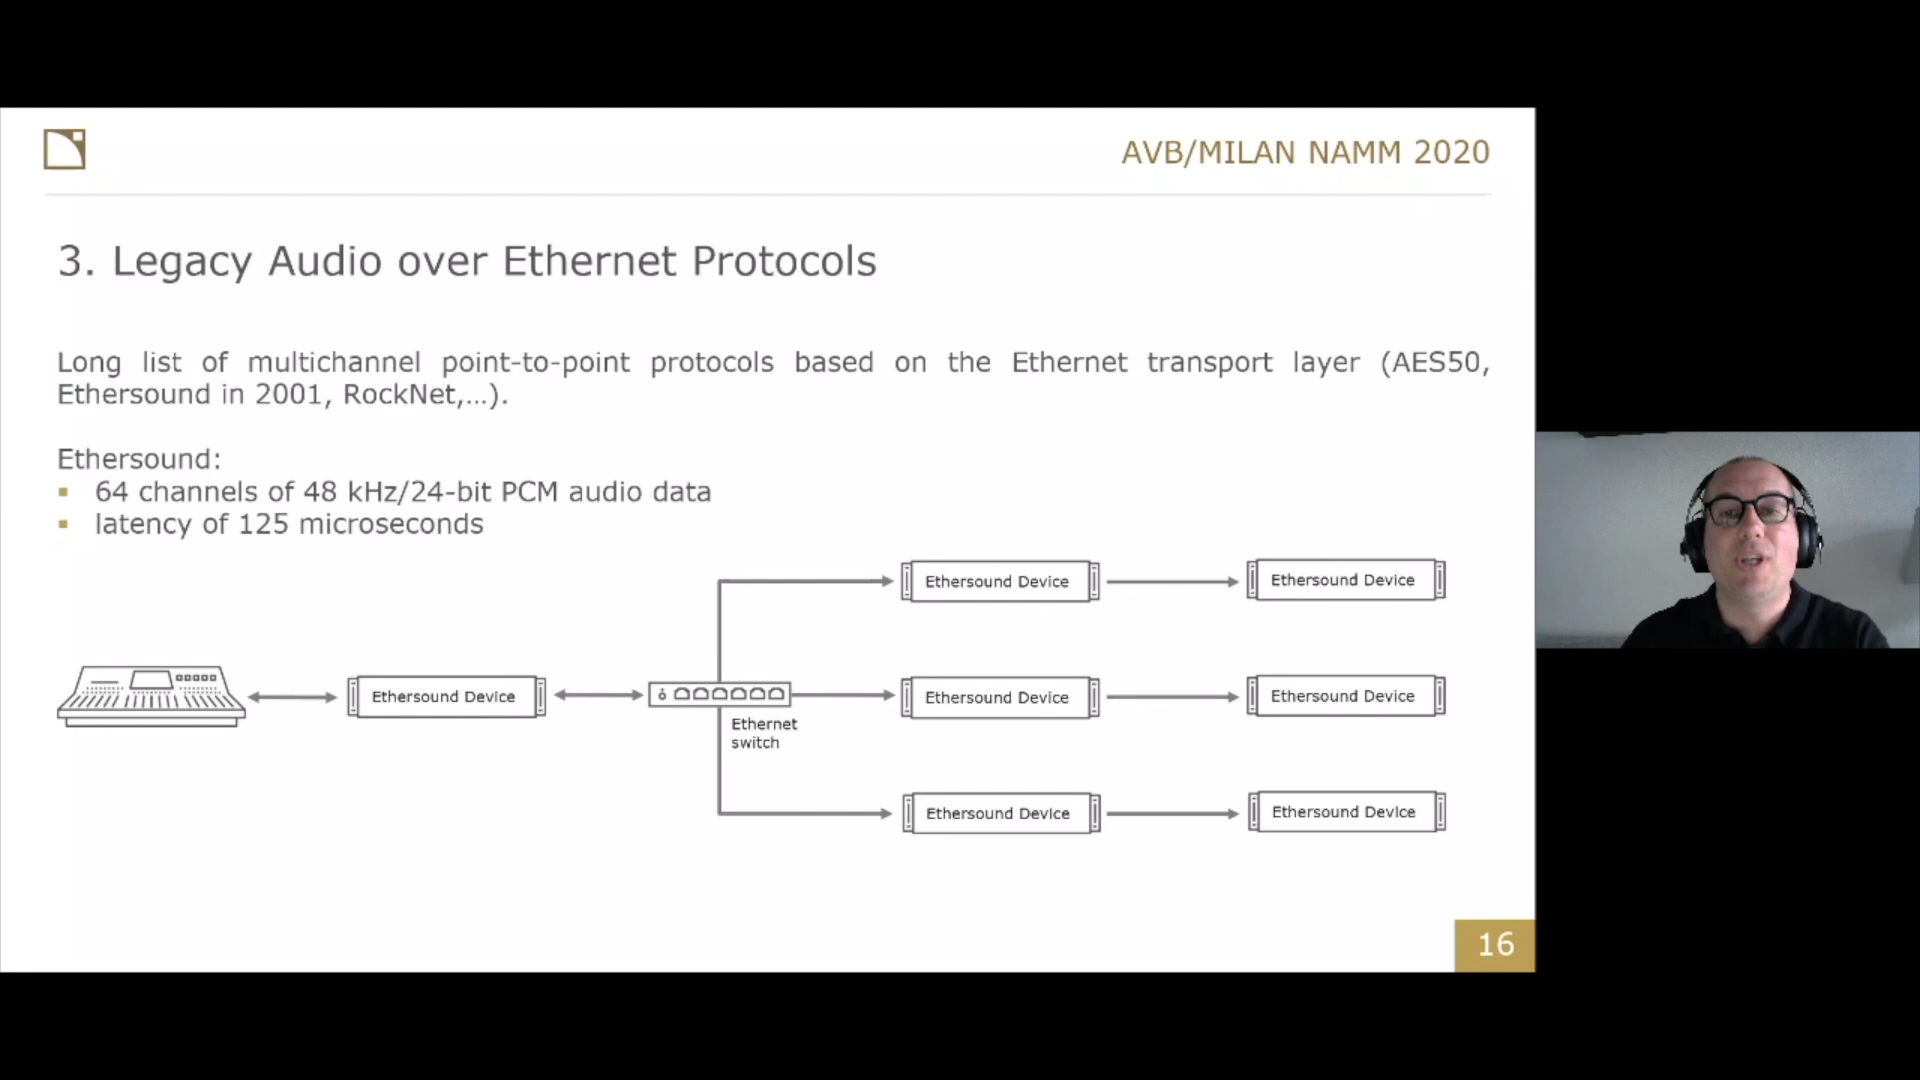 AVB/MILAN NAMM 2020
3. Legacy Audio over Ethernet Protocols
Long list of multichannel point-to-point protocols based on the Ethernet transport layer (AES50,
Ethersound in 2001, RockNet,...).
Ethersound:
▪ 64 channels of 48 kHz/24-bit PCM audio data
▪ latency of 125 microseconds
Ethersound Device
Ethersound Device
Ethersound Device
Ethernet
switch
Ethersound Device
Ethersound Device
Ethersound Device
Ethersound Device
16